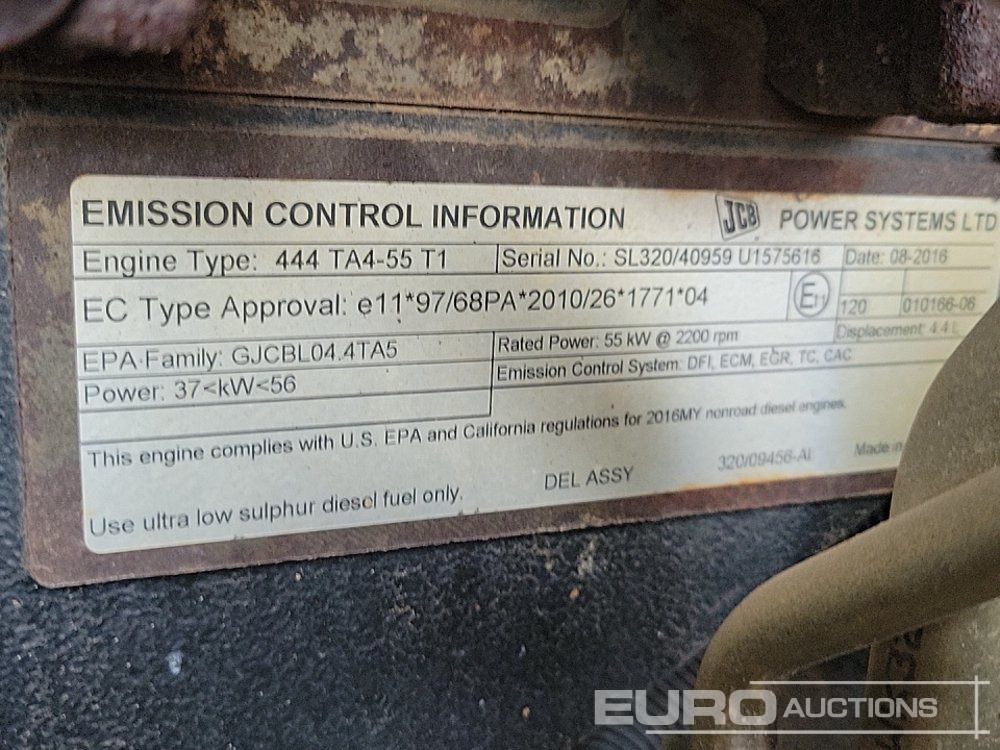 EMISSION CONTROL INFORMATION JCB POWER SYSTEMS LTD
Engine Type: 444 TA4-55 T1 Serial No.: SL320/40959 U1575616 Date: 08-2016
EC Type Approval: e11*97/68PA*2010/26*1771*04 E11 120 010166-06
EPA-Family: GJCBL04.4TA5 Rated Power: 55 kW @ 2200 rpm Displacement: 4.4 L
Power: 37<kW<56 Emission Control System: DFI, ECM, EGR, TC, CAC
This engine complies with U.S. EPA and California regulations for 2016MY nonroad diesel engines.
Use ultra low sulphur diesel fuel only. DEL ASSY 320/09456-AL Made in
EURO AUCTIONS